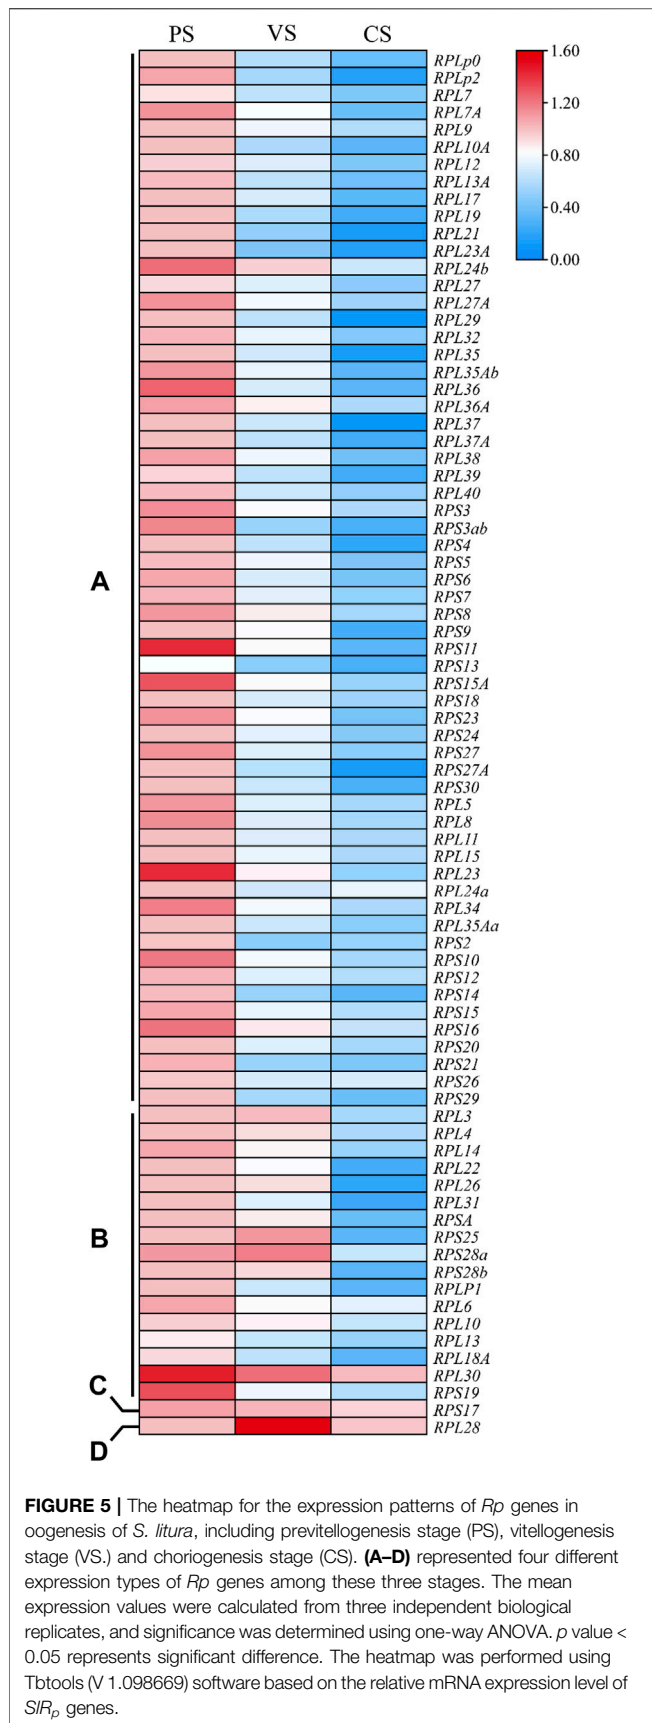 PS VS CS
1.60
1.20
0.80
0.40
0.00
RPLp0
RPLp2
RPL7
RPL7A
RPL9
RPL10A
RPL12
RPL13A
RPL17
RPL19
RPL21
RPL23A
RPL24b
RPL27
RPL27A
RPL29
RPL32
RPL35
RPL35Ab
RPL36
RPL36A
RPL37
RPL37A
RPL38
RPL39
RPL40
RPS3
RPS3ab
RPS4
RPS5
A
RPS6
RPS7
RPS8
RPS9
RPS11
RPS13
RPS15A
RPS18
RPS23
RPS24
RPS27
RPS27A
RPS30
RPL5
RPL8
RPL11
RPL15
RPL23
RPL24a
RPL34
RPL35Aa
RPS2
RPS10
RPS12
RPS14
RPS15
RPS16
RPS20
RPS21
RPS26
RPS29
RPL3
RPL4
RPL14
RPL22
RPL26
RPL31
RPSA
B
RPS25
RPS28a
RPS28b
RPLP1
RPL6
RPL10
RPL13
RPL18A
RPL30
C
RPS19
RPS17
D
RPL28
FIGURE 5 | The heatmap for the expression patterns of Rp genes in
oogenesis of S. litura, including previtellogenesis stage (PS), vitellogenesis
stage (VS.) and choriogenesis stage (CS). (A–D) represented four different
expression types of Rp genes among these three stages. The mean
expression values were calculated from three independent biological
replicates, and significance was determined using one-way ANOVA. p value <
0.05 represents significant difference. The heatmap was performed using
Tbtools (V 1.098669) software based on the relative mRNA expression level of
SlRp genes.